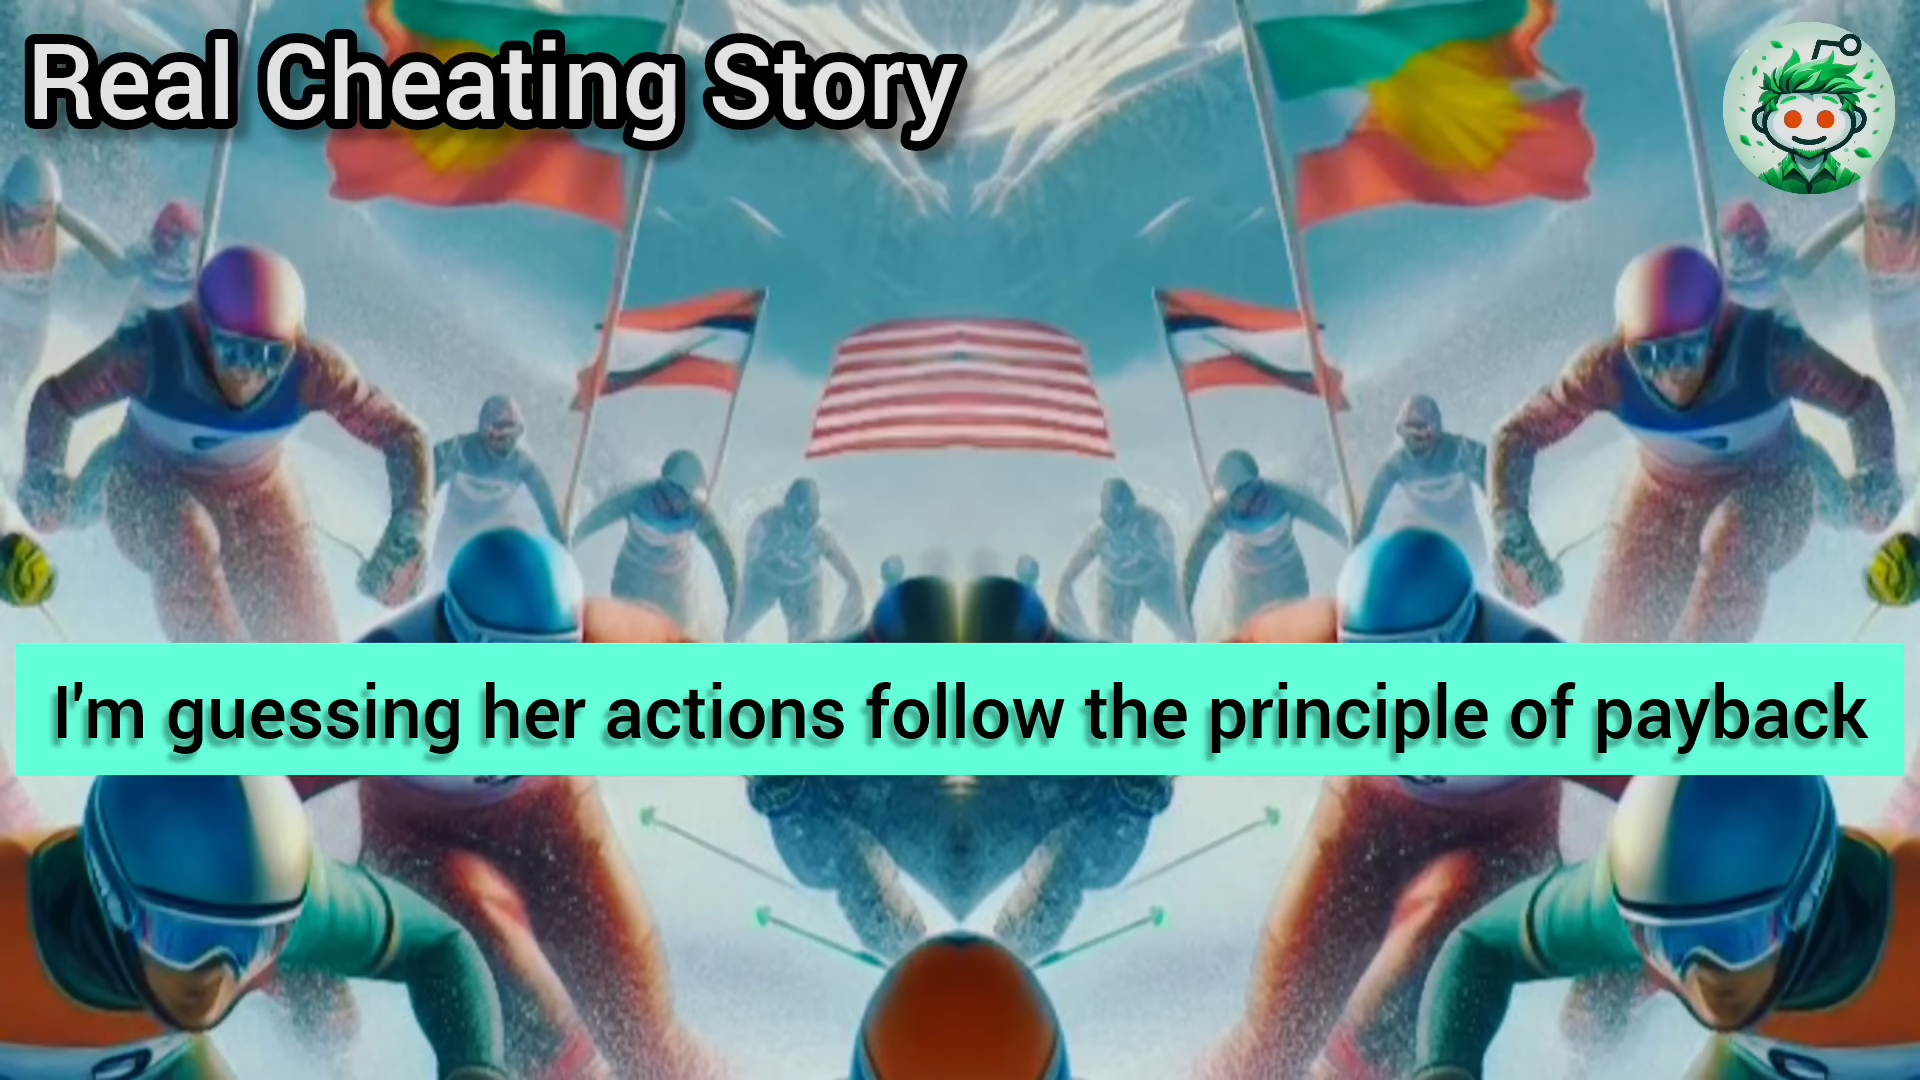 Real Cheating Story
I'm guessing her actions follow the principle of payback